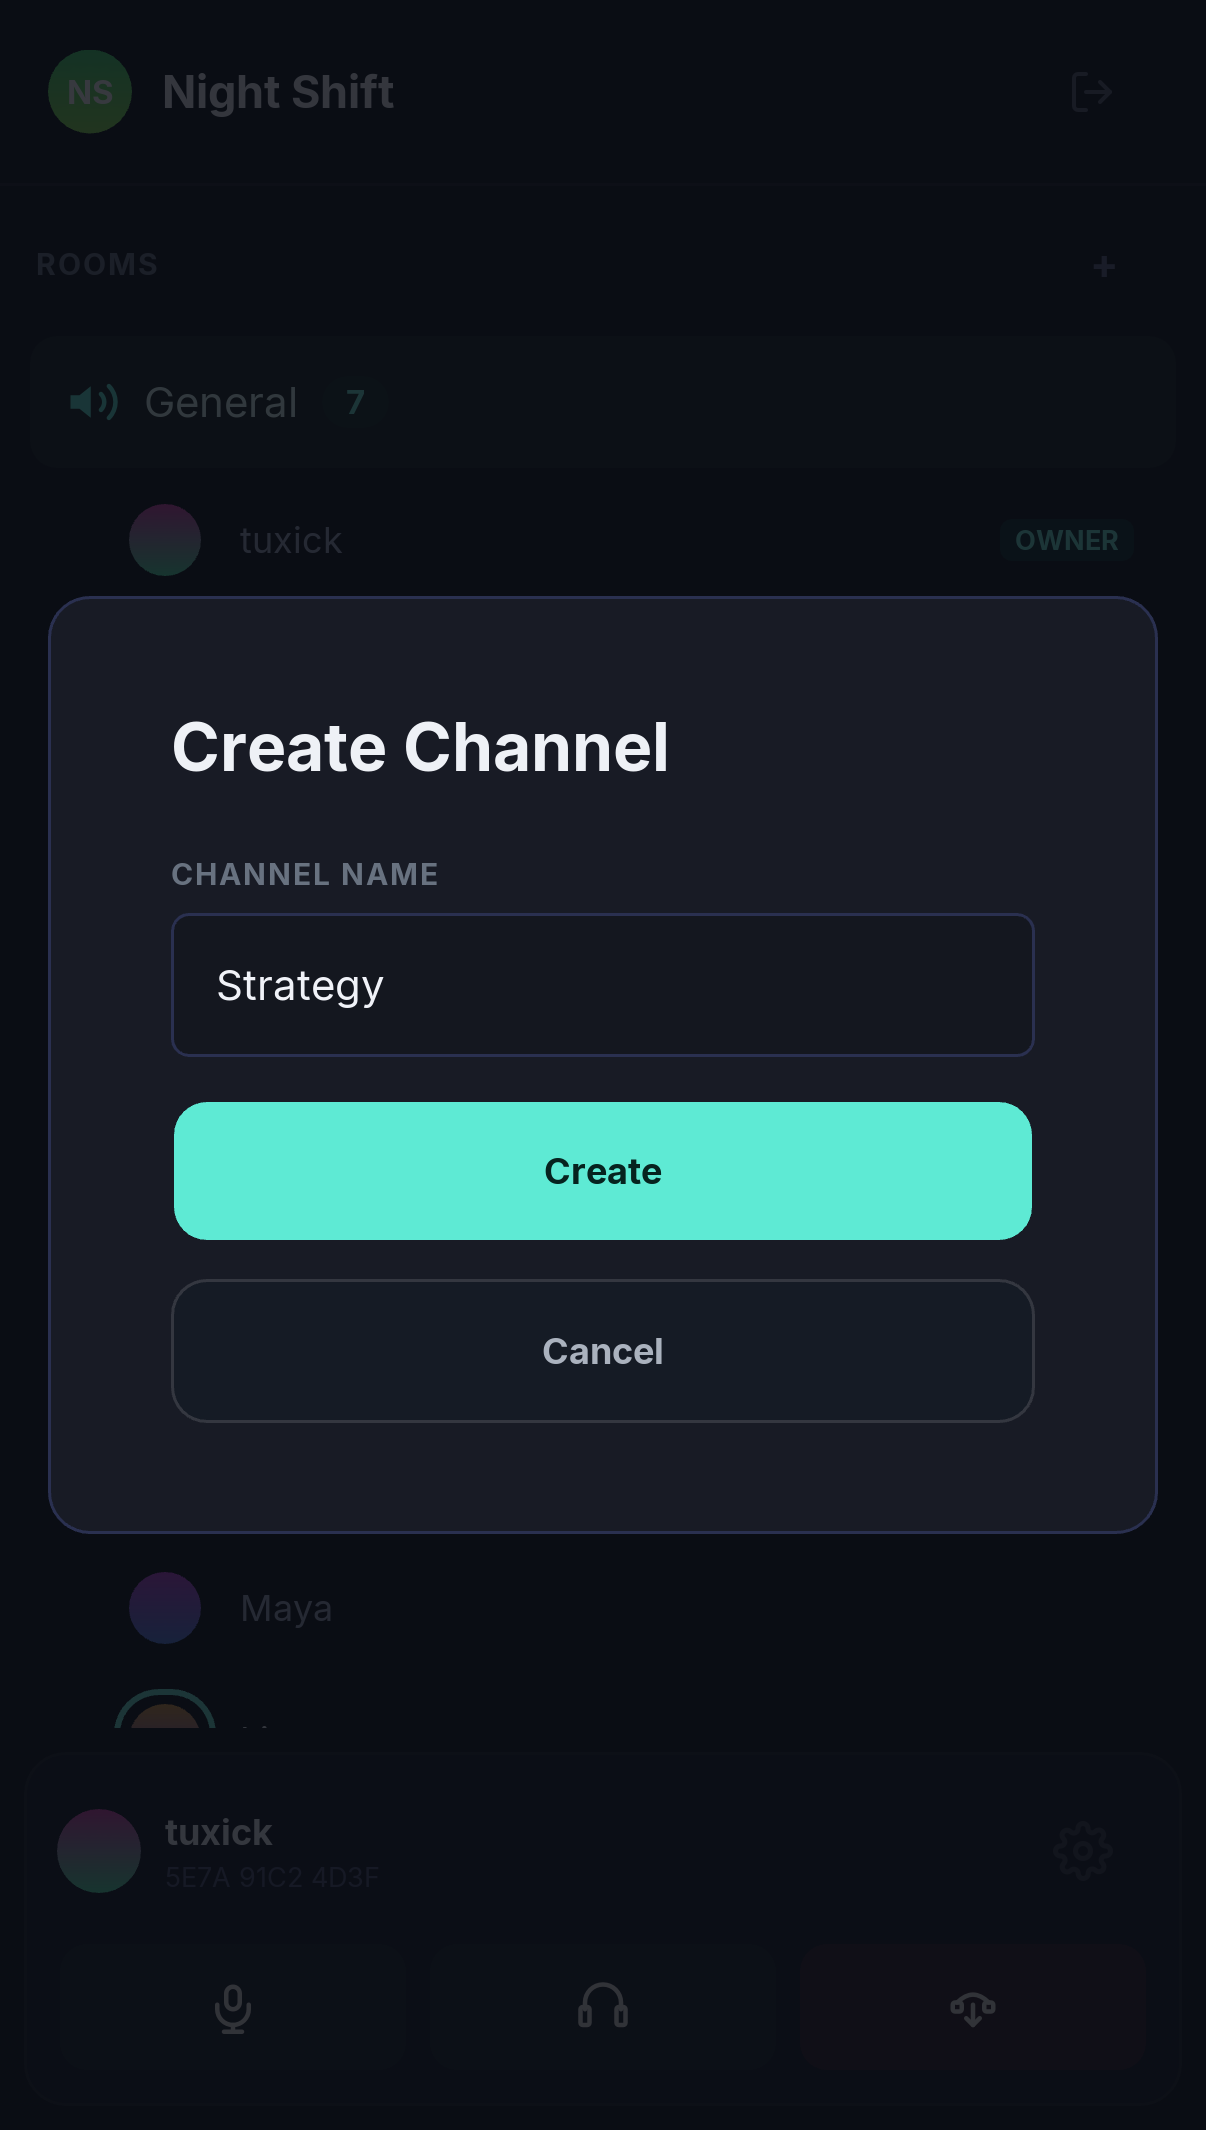 NS Night Shift
ROOMS +
General 7
tuxick OWNER
Create Channel
CHANNEL NAME
Strategy
Create
Cancel
Maya
tuxick
5E7A 91C2 4D3F